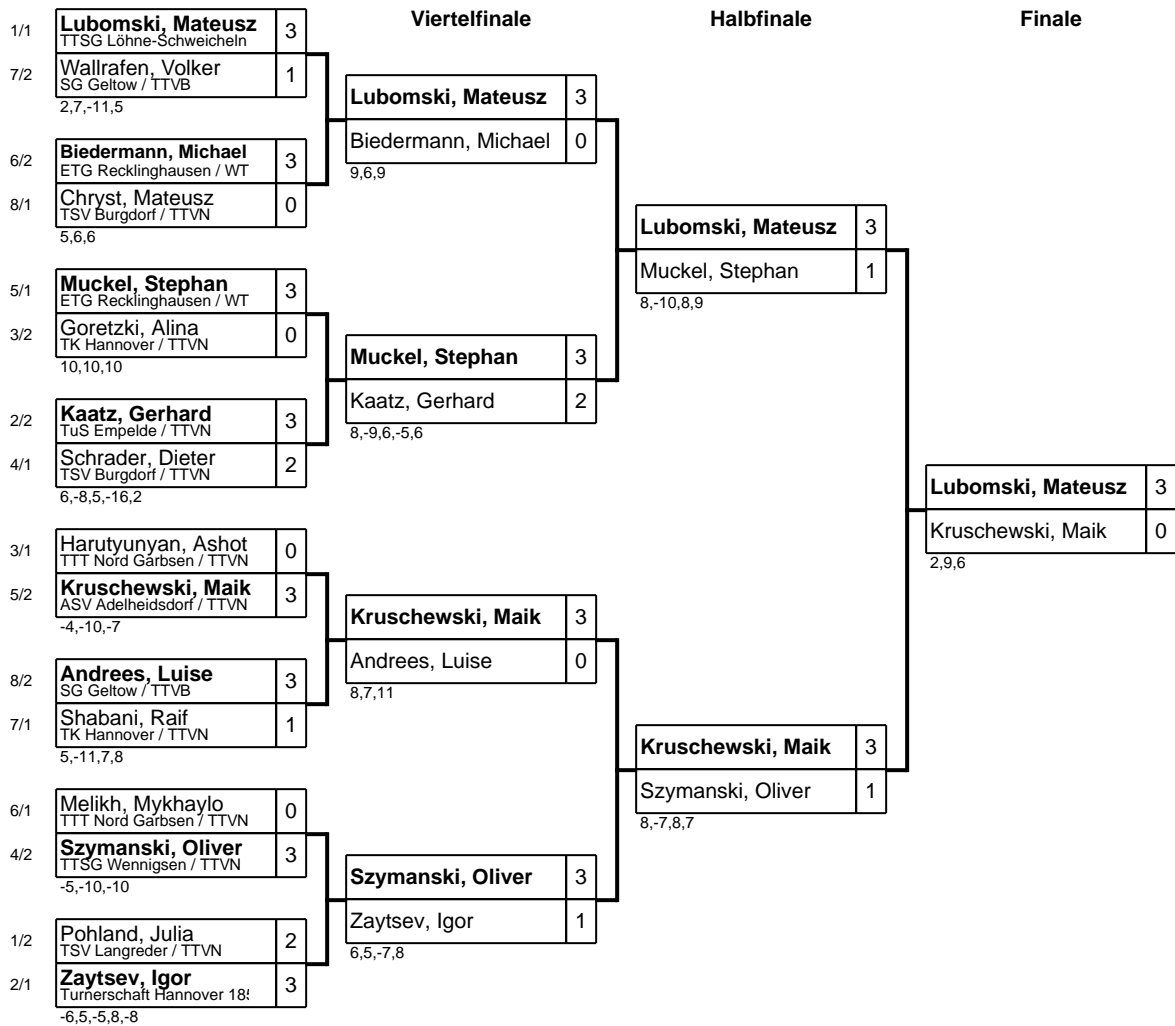 Viertelfinale
Halbfinale
Finale
1/1 Lubomski, Mateusz 3
TTSG Löhne-Schweicheln
7/2 Wallrafen, Volker 1
SG Geltow / TTVB
2,7,-11,5
6/2 Biedermann, Michael 3
ETG Recklinghausen / WT
8/1 Chryst, Mateusz 0
TSV Burgdorf / TTVN
5,6,6
5/1 Muckel, Stephan 3
ETG Recklinghausen / WT
3/2 Goretzki, Alina 0
TK Hannover / TTVN
10,10,10
2/2 Kaatz, Gerhard 3
TuS Empelde / TTVN
4/1 Schrader, Dieter 2
TSV Burgdorf / TTVN
6,-8,5,-16,2
3/1 Harutyunyan, Ashot 0
TTT Nord Garbsen / TTVN
5/2 Kruschewski, Maik 3
ASV Adelheidsdorf / TTVN
-4,-10,-7
8/2 Andrees, Luise 3
SG Geltow / TTVB
7/1 Shabani, Raif 1
TK Hannover / TTVN
5,-11,7,8
6/1 Melikh, Mykhaylo 0
TTT Nord Garbsen / TTVN
4/2 Szymanski, Oliver 3
TTSG Wennigsen / TTVN
-5,-10,-10
1/2 Pohland, Julia 2
TSV Langreder / TTVN
2/1 Zaytsev, Igor 3
Turnerschaft Hannover 18
-6,5,-5,8,-8
Lubomski, Mateusz 3
Biedermann, Michael 0
9,6,9
Muckel, Stephan 3
Kaatz, Gerhard 2
8,-9,6,-5,6
Kruschewski, Maik 3
Andrees, Luise 0
8,7,11
Szymanski, Oliver 3
Zaytsev, Igor 1
6,5,-7,8
Lubomski, Mateusz 3
Muckel, Stephan 1
8,-10,8,9
Kruschewski, Maik 3
Szymanski, Oliver 1
8,-7,8,7
Lubomski, Mateusz 3
Kruschewski, Maik 0
2,9,6